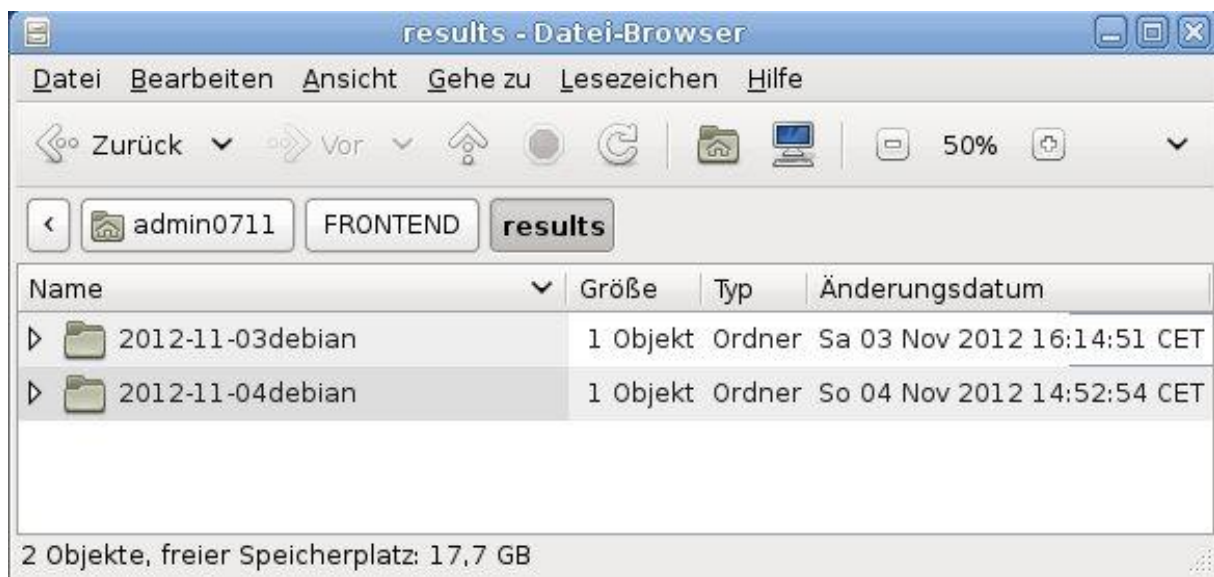 results - Datei-Browser
Datei Bearbeiten Ansicht Gehe zu Lesezeichen Hilfe
Zurück Vor 50%
admin0711 FRONTEND results
Name Größe Typ Änderungsdatum
2012-11-03debian 1 Objekt Ordner Sa 03 Nov 2012 16:14:51 CET
2012-11-04debian 1 Objekt Ordner So 04 Nov 2012 14:52:54 CET
2 Objekte, freier Speicherplatz: 17,7 GB